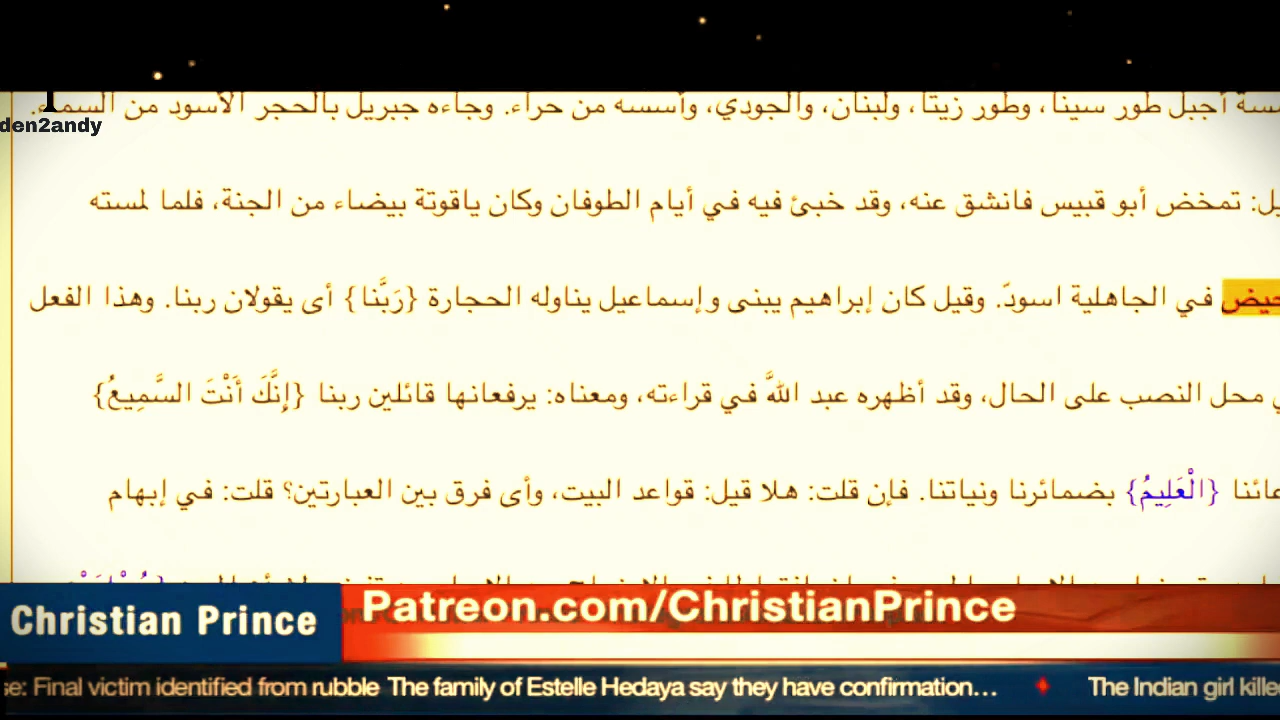 den2andy
أجبل طور سينا، وطور زيتا، ولبنان، والجودي، وأسسه من حراء. وجاءه جبريل بالحجر الأسود من السماء.
تمخض أبو قبيس فانشق عنه، وقد خبئ فيه في أيام الطوفان وكان ياقوتة بيضاء من الجنة، فلما لمسته
في الجاهلية اسودّ. وقيل كان إبراهيم يبنى وإسماعيل يناوله الحجارة {رَبَّنا} أى يقولان ربنا. وهذا الفعل
محل النصب على الحال، وقد أظهره عبد اللَّه في قراءته، ومعناه: يرفعانها قائلين ربنا {إِنَّكَ أَنْتَ السَّمِيعُ}
{الْعَلِيمُ} بضمائرنا ونياتنا. فإن قلت: هلا قيل: قواعد البيت، وأى فرق بين العبارتين؟ قلت: في إبهام
Christian Prince
Patreon.com/ChristianPrince
se: Final victim identified from rubble The family of Estelle Hedaya say they have confirmation… The Indian girl kille